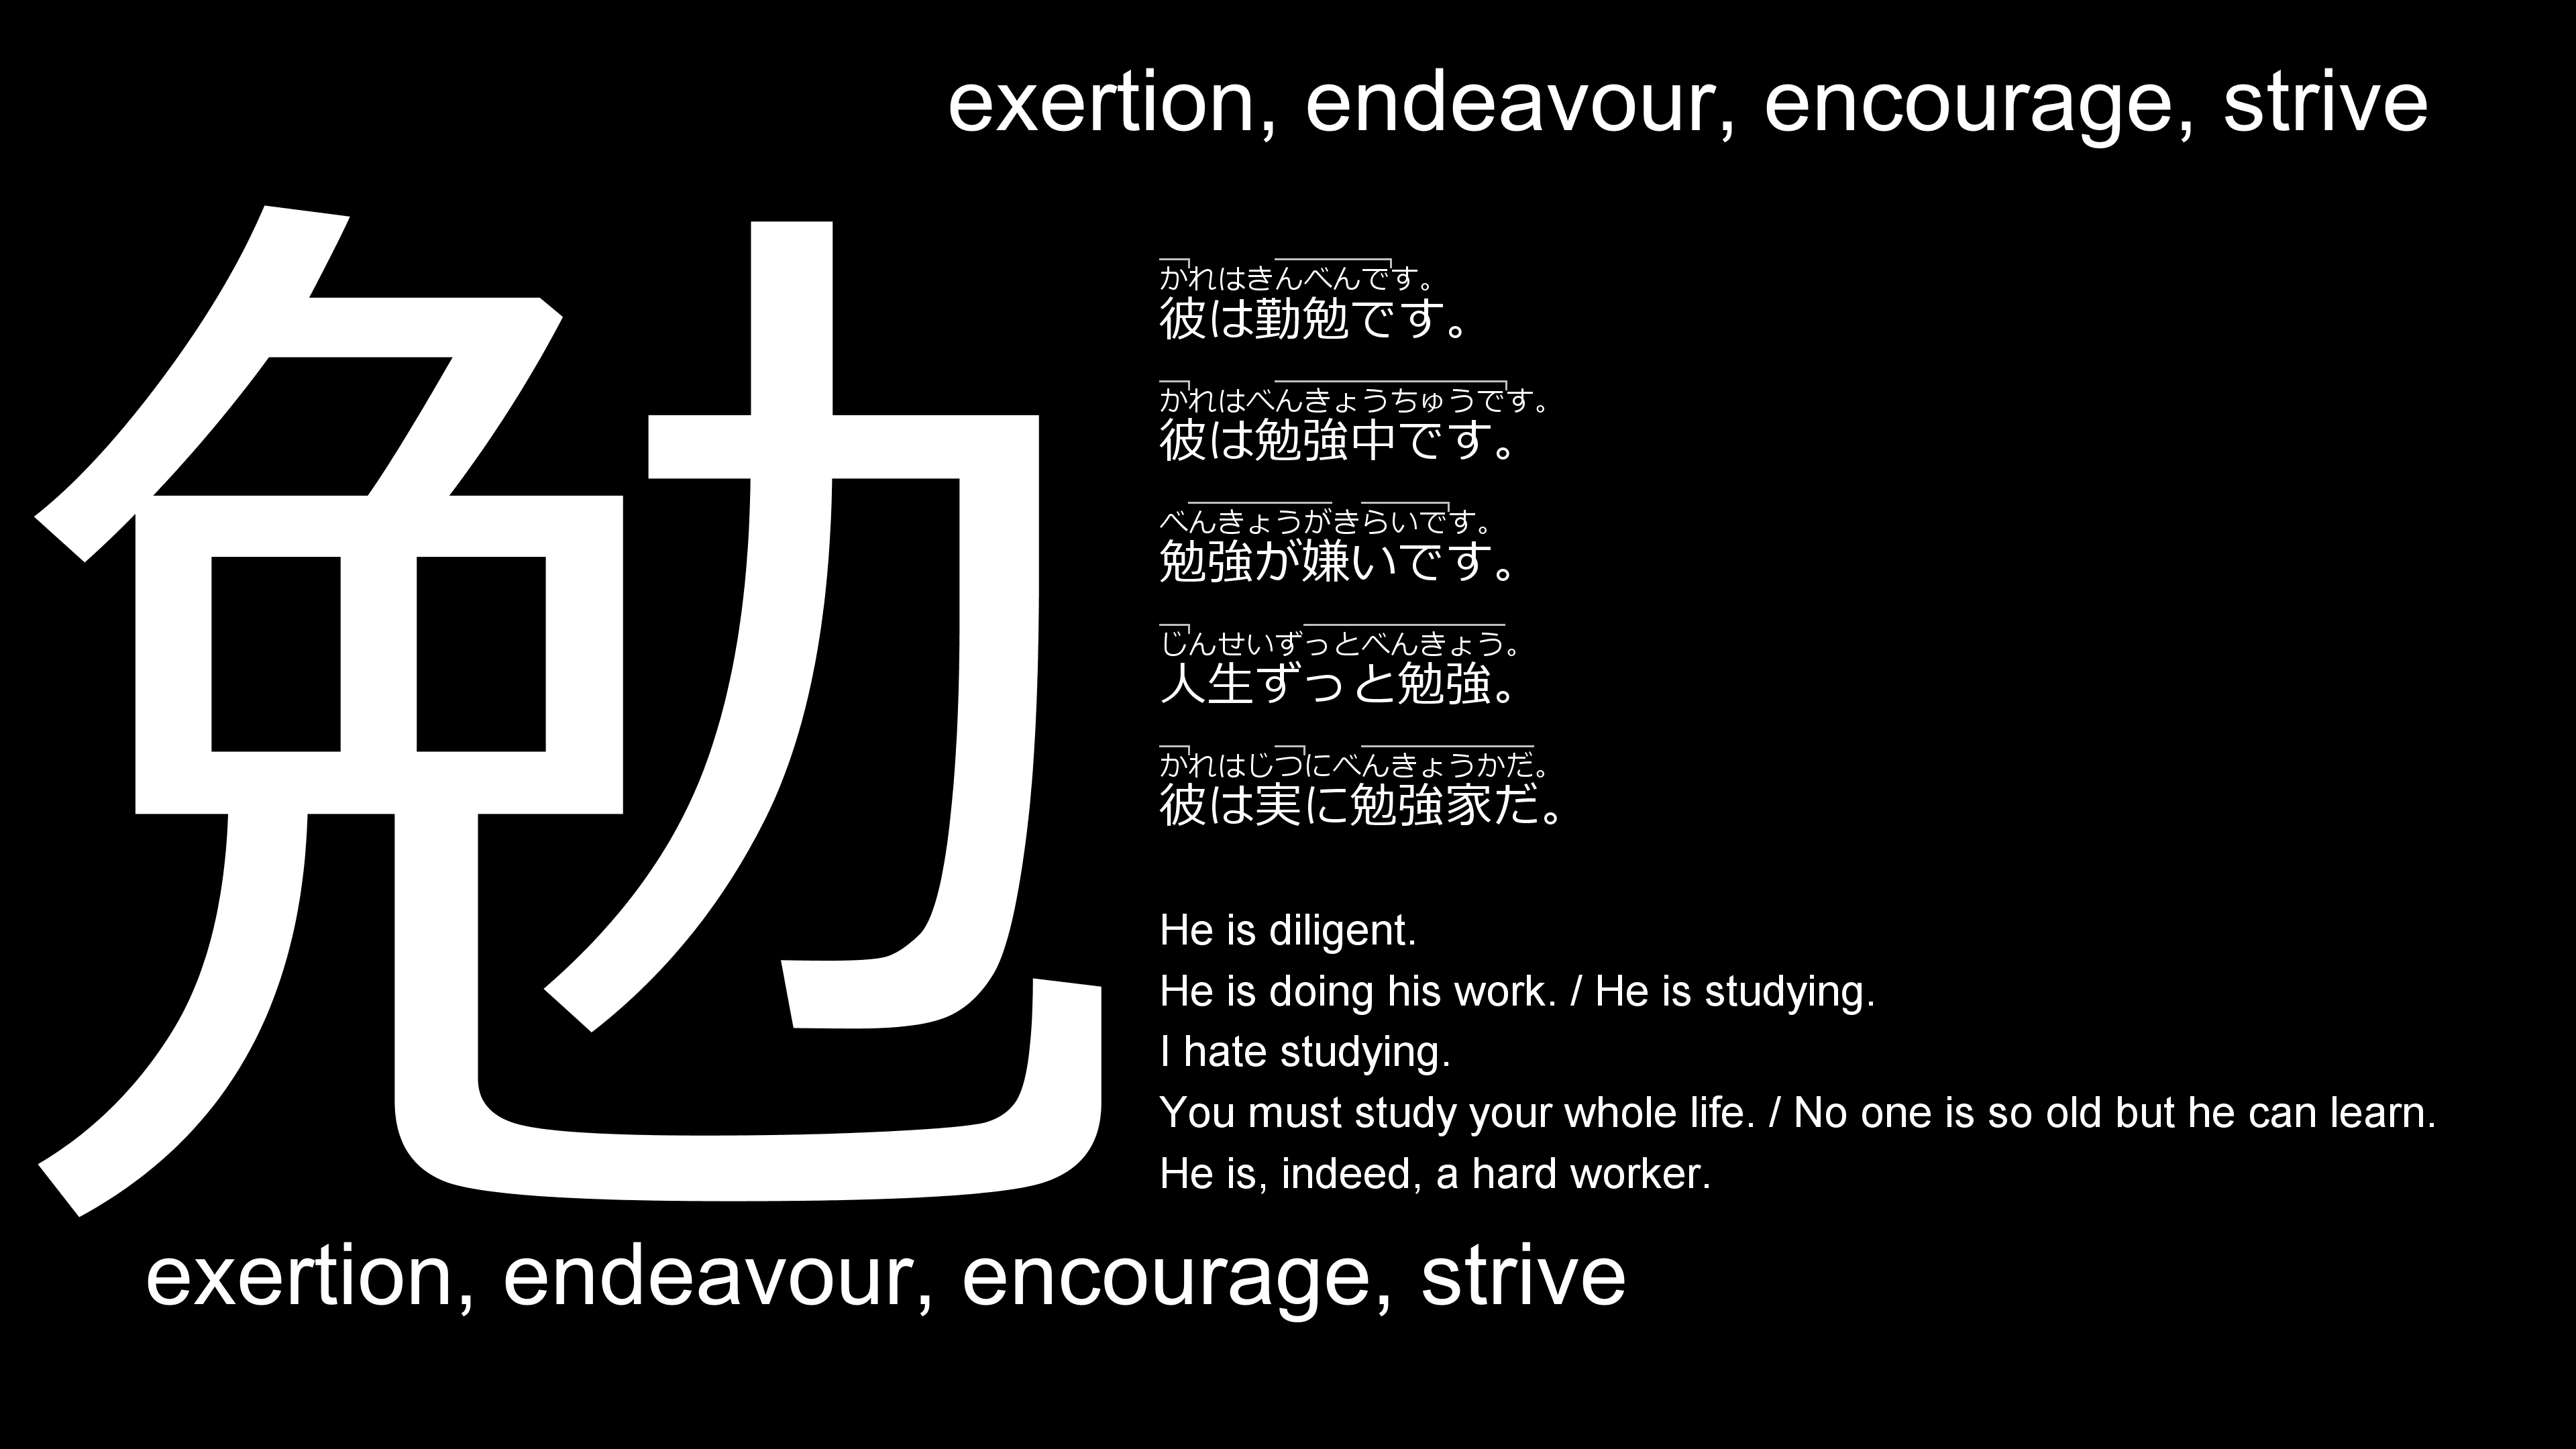 exertion, endeavour, encourage, strive
勉
かれはきんべんです。
彼は勤勉です。
かれはべんきょうちゅうです。
彼は勉強中です。
べんきょうがきらいです。
勉強が嫌いです。
じんせいずっとべんきょう。
人生ずっと勉強。
かれはじつにべんきょうかだ。
彼は実に勉強家だ。
He is diligent.
He is doing his work. / He is studying.
I hate studying.
You must study your whole life. / No one is so old but he can learn.
He is, indeed, a hard worker.
exertion, endeavour, encourage, strive